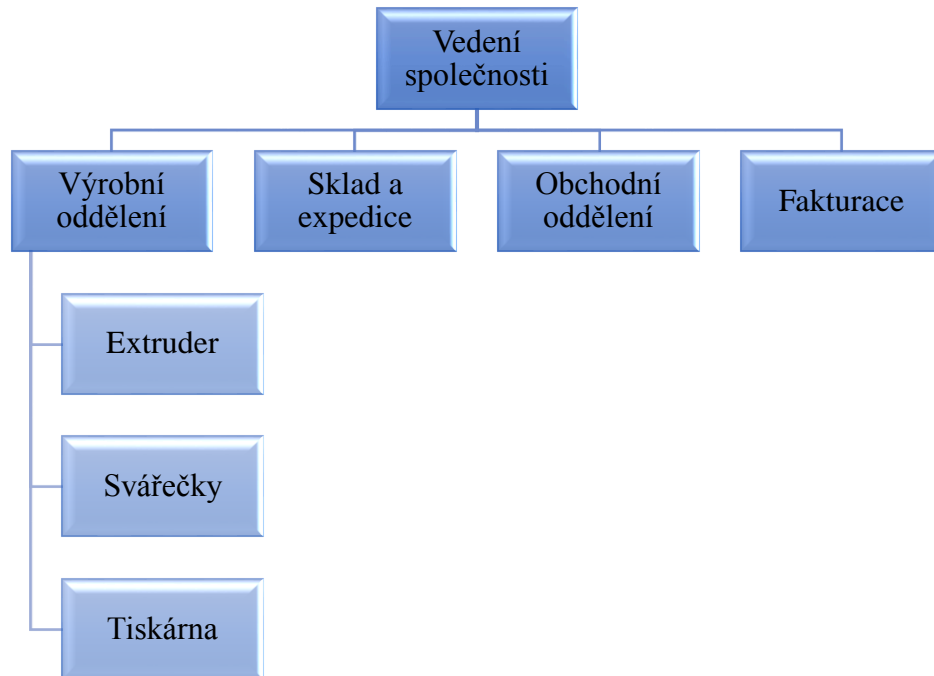 Vedení
společnosti
Výrobní
oddělení
Sklad a
expedice
Obchodní
oddělení
Fakturace
Extruder
Svářečky
Tiskárna